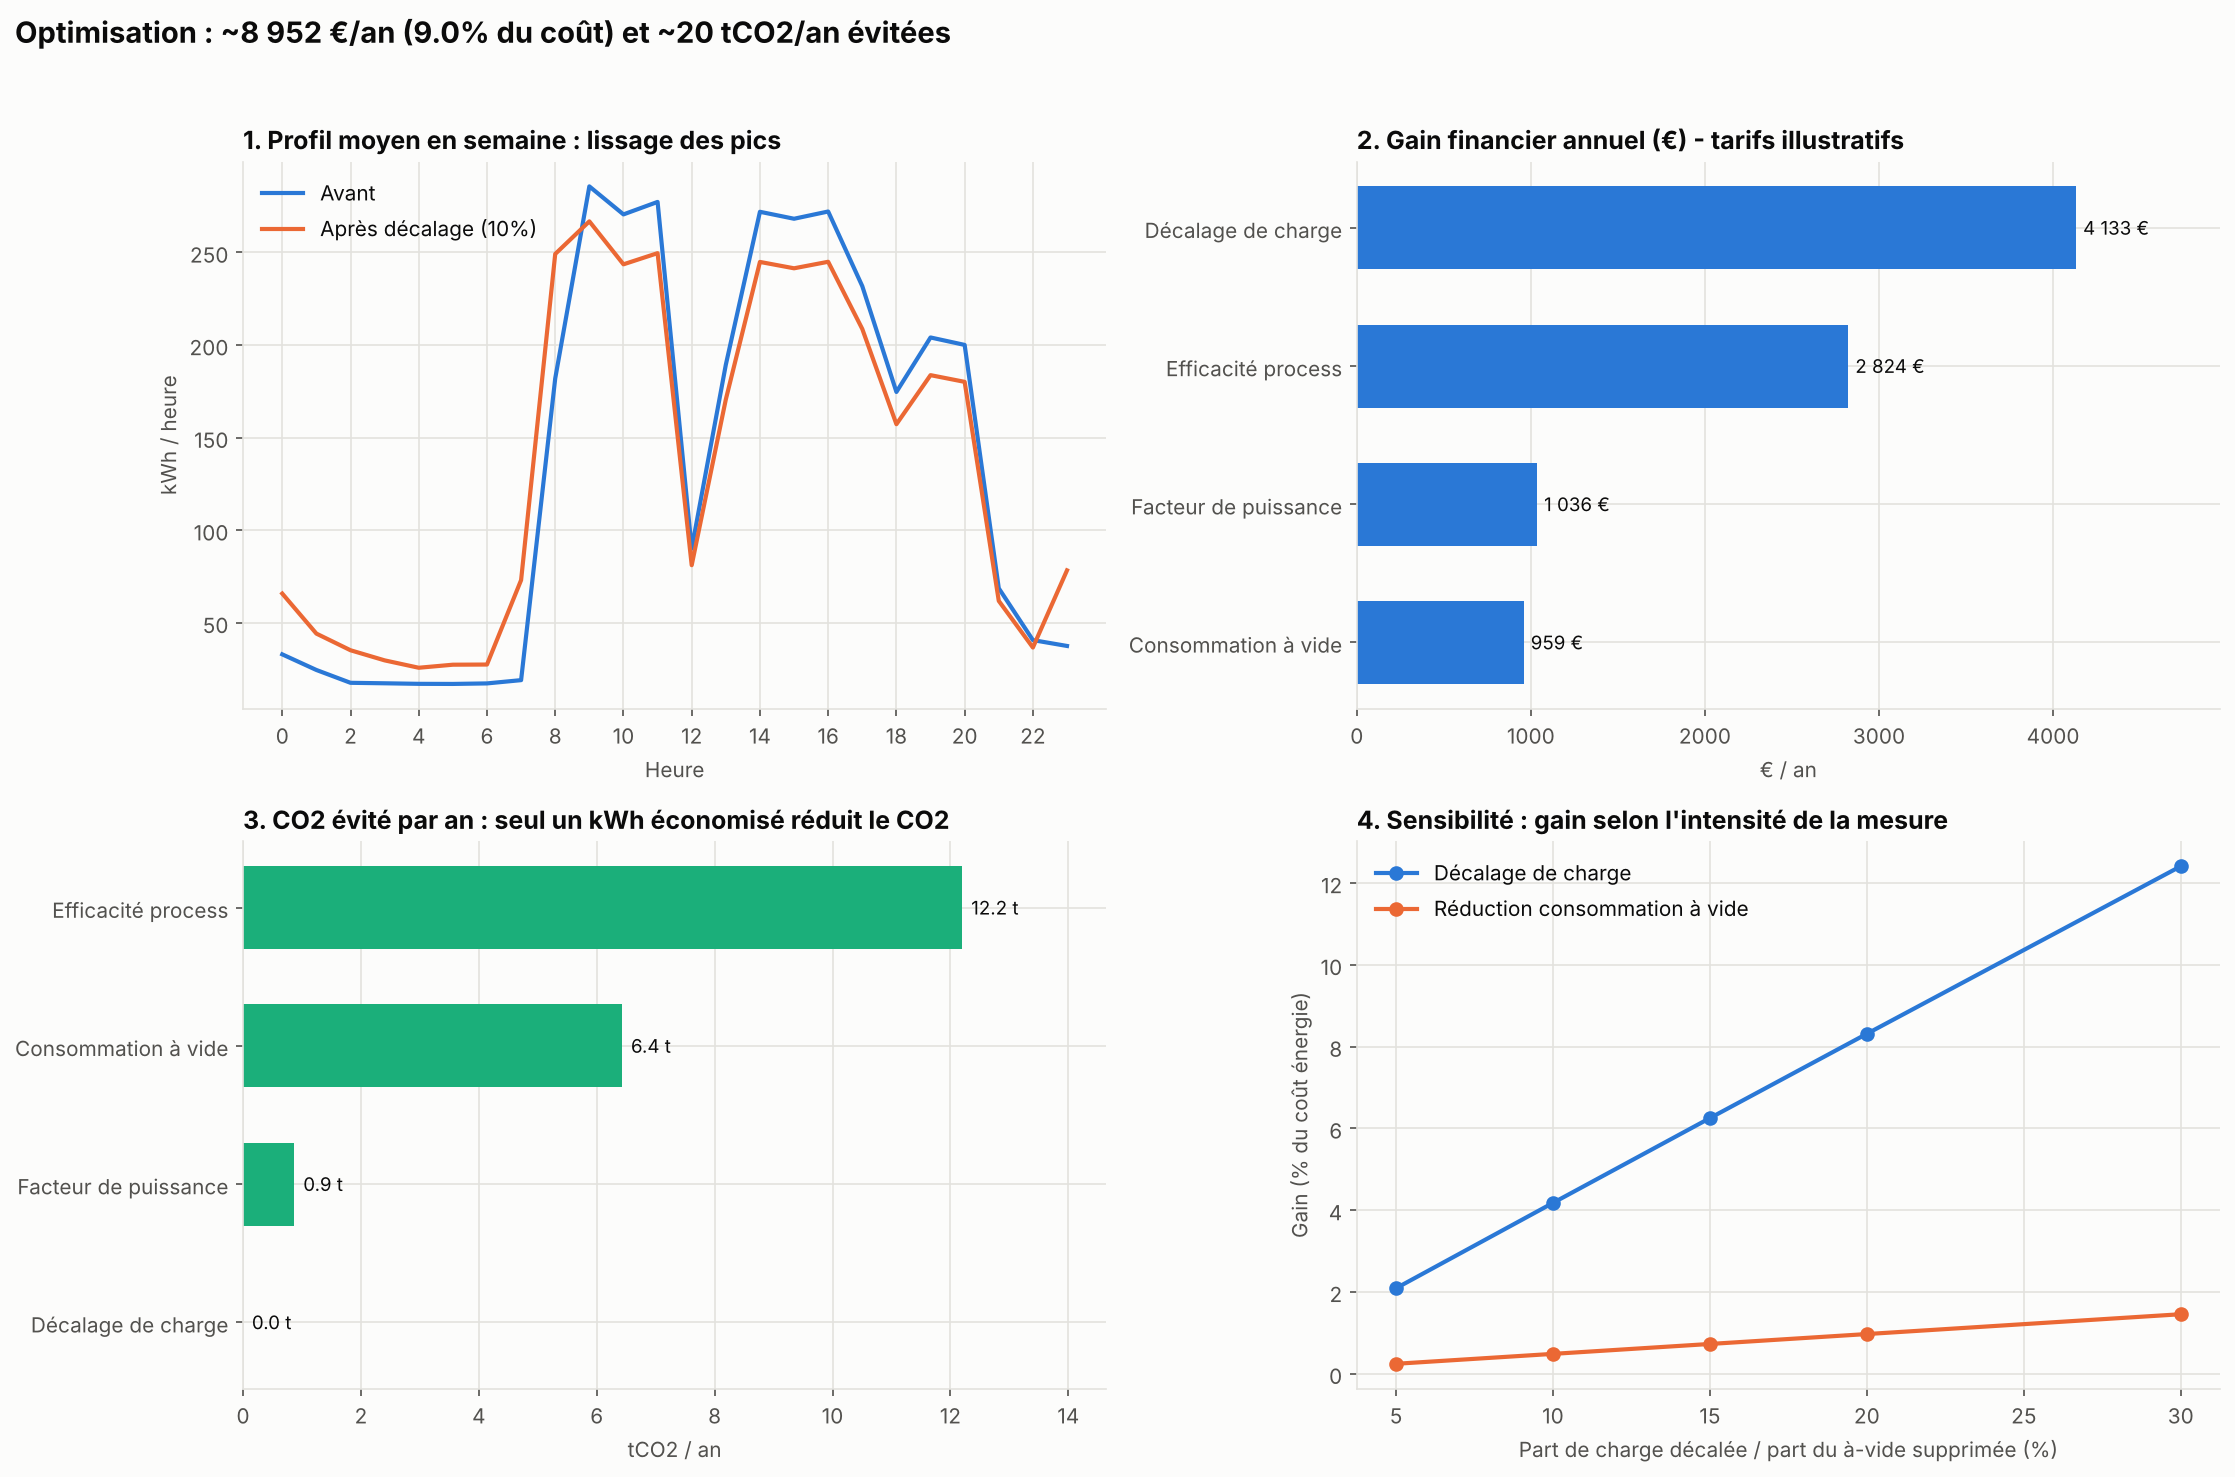 Optimisation : ~8 952 €/an (9.0% du coût) et ~20 tCO2/an évitées
1. Profil moyen en semaine : lissage des pics
Avant
Après décalage (10%)
250
200
150
100
50
kWh / heure
0 2 4 6 8 10 12 14 16 18 20 22
Heure
2. Gain financier annuel (€) - tarifs illustratifs
Décalage de charge
4 133 €
Efficacité process
2 824 €
Facteur de puissance
1 036 €
Consommation à vide
959 €
0 1000 2000 3000 4000
€ / an
3. CO2 évité par an : seul un kWh économisé réduit le CO2
Efficacité process
12.2 t
Consommation à vide
6.4 t
Facteur de puissance
0.9 t
Décalage de charge
0.0 t
0 2 4 6 8 10 12 14
tCO2 / an
4. Sensibilité : gain selon l'intensité de la mesure
Décalage de charge
Réduction consommation à vide
12
10
8
6
4
2
0
Gain (% du coût énergie)
5 10 15 20 25 30
Part de charge décalée / part du à-vide supprimée (%)